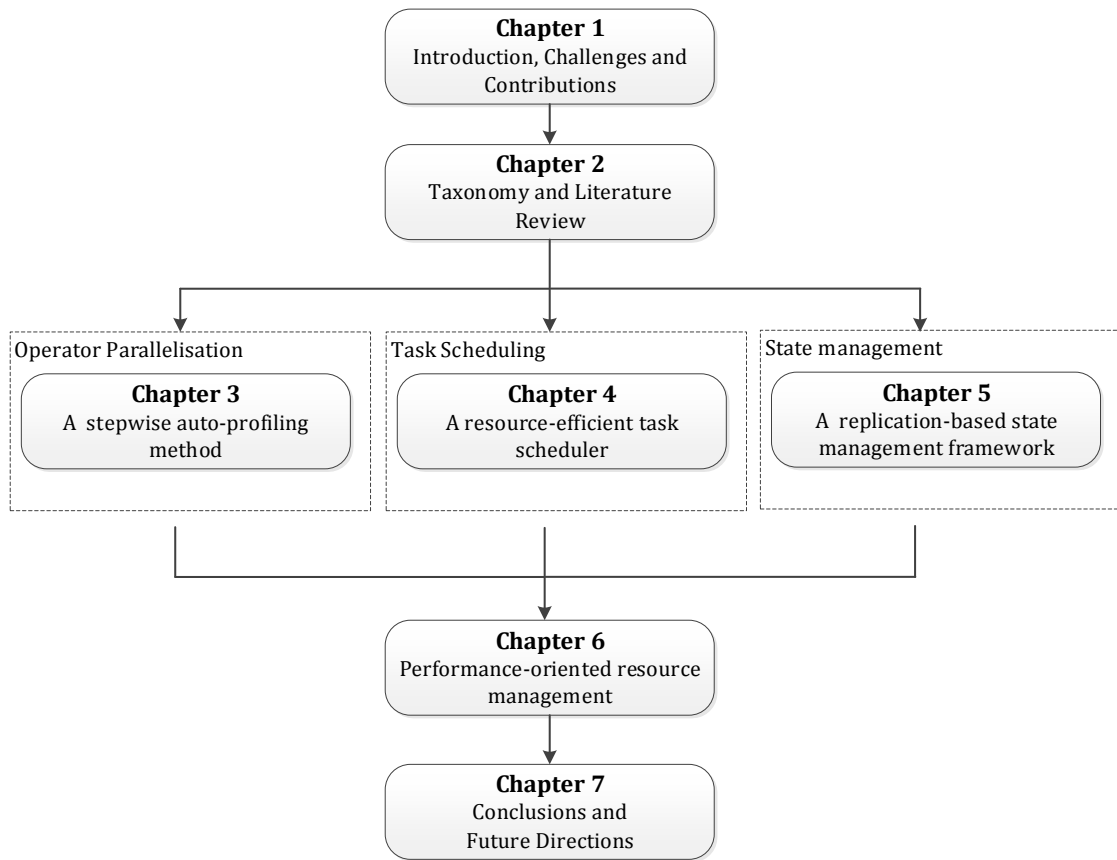 Chapter 1
Introduction, Challenges and
Contributions
Chapter 2
Taxonomy and Literature
Review
Operator Parallelisation
Chapter 3
A stepwise auto-profiling
method
Task Scheduling
Chapter 4
A resource-efficient task
scheduler
State management
Chapter 5
A replication-based state
management framework
Chapter 6
Performance-oriented resource
management
Chapter 7
Conclusions and
Future Directions